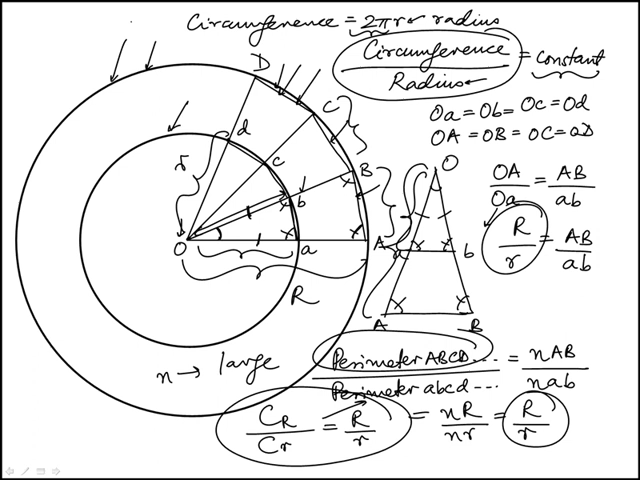 Circumference = 2πr ← radius
Circumference / Radius = constant
Oa = Ob = Oc = Od
OA = OB = OC = OD
OA / Oa = AB / ab
R / r = AB / ab
D
C
B
A
d
c
b
a
O
r
R
O
a
b
A
B
n → large
Perimeter ABCD .... / Perimeter abcd ... = nAB / nab
C_R / C_r = R / r = nR / nr = R / r